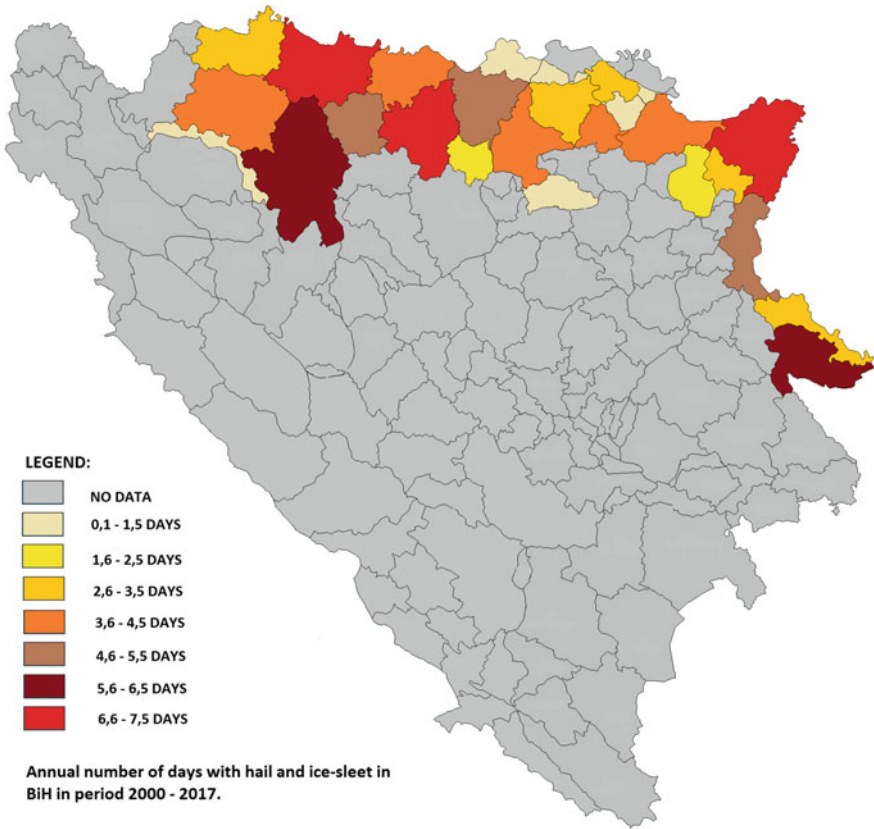 LEGEND:
NO DATA
0,1 - 1,5 DAYS
1,6 - 2,5 DAYS
2,6 - 3,5 DAYS
3,6 - 4,5 DAYS
4,6 - 5,5 DAYS
5,6 - 6,5 DAYS
6,6 - 7,5 DAYS
Annual number of days with hail and ice-sleet in
BiH in period 2000 - 2017.